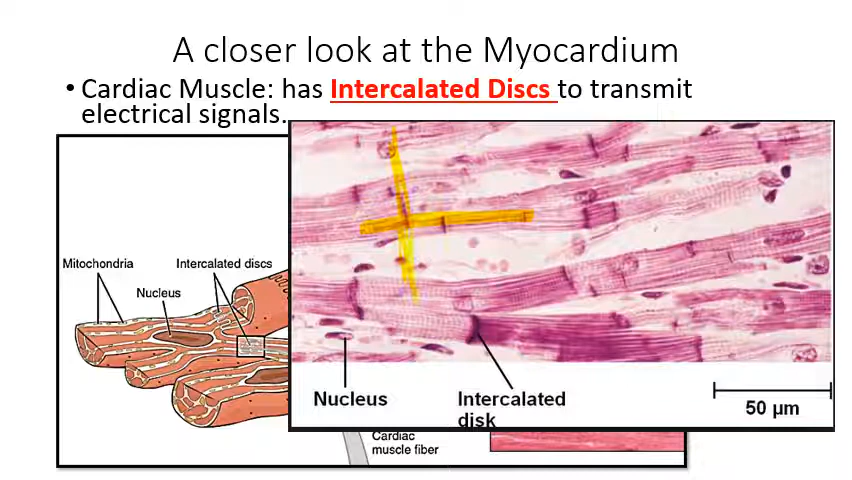 A closer look at the Myocardium
• Cardiac Muscle: has Intercalated Discs to transmit
electrical signals.
Mitochondria
Intercalated discs
Nucleus
Nucleus
Intercalated
disk
50 µm
Cardiac
muscle fiber